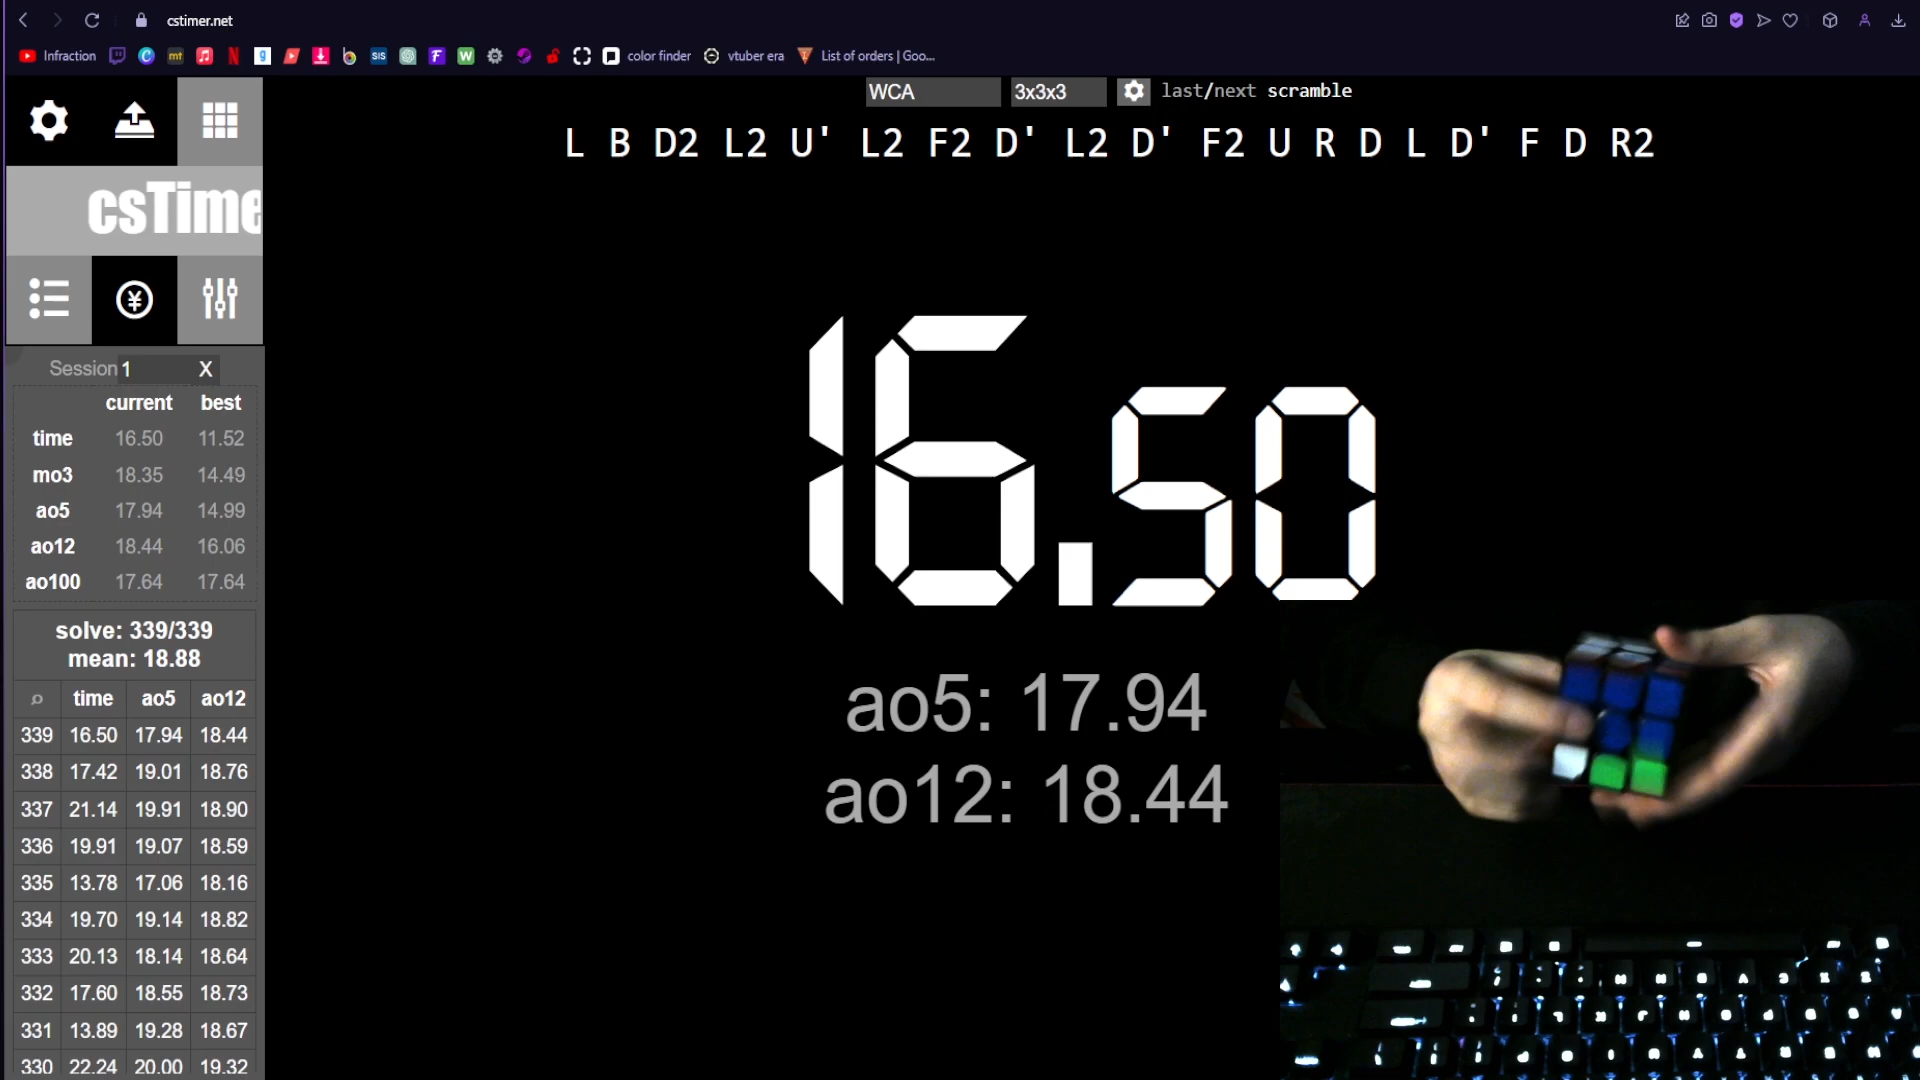 cstimer.net
Infraction
mt
SIS
color finder
vtuber era
List of orders | Goo...
WCA
3x3x3
last/next scramble
L B D2 L2 U' L2 F2 D' L2 D' F2 U R D L D' F D R2
csTime
Session 1 X
current best
time 16.50 11.52
mo3 18.35 14.49
ao5 17.94 14.99
ao12 18.44 16.06
ao100 17.64 17.64
solve: 339/339
mean: 18.88
time ao5 ao12
339 16.50 17.94 18.44
338 17.42 19.01 18.76
337 21.14 19.91 18.90
336 19.91 19.07 18.59
335 13.78 17.06 18.16
334 19.70 19.14 18.82
333 20.13 18.14 18.64
332 17.60 18.55 18.73
331 13.89 19.28 18.67
330 22.24 20.00 19.32
16.50
ao5: 17.94
ao12: 18.44